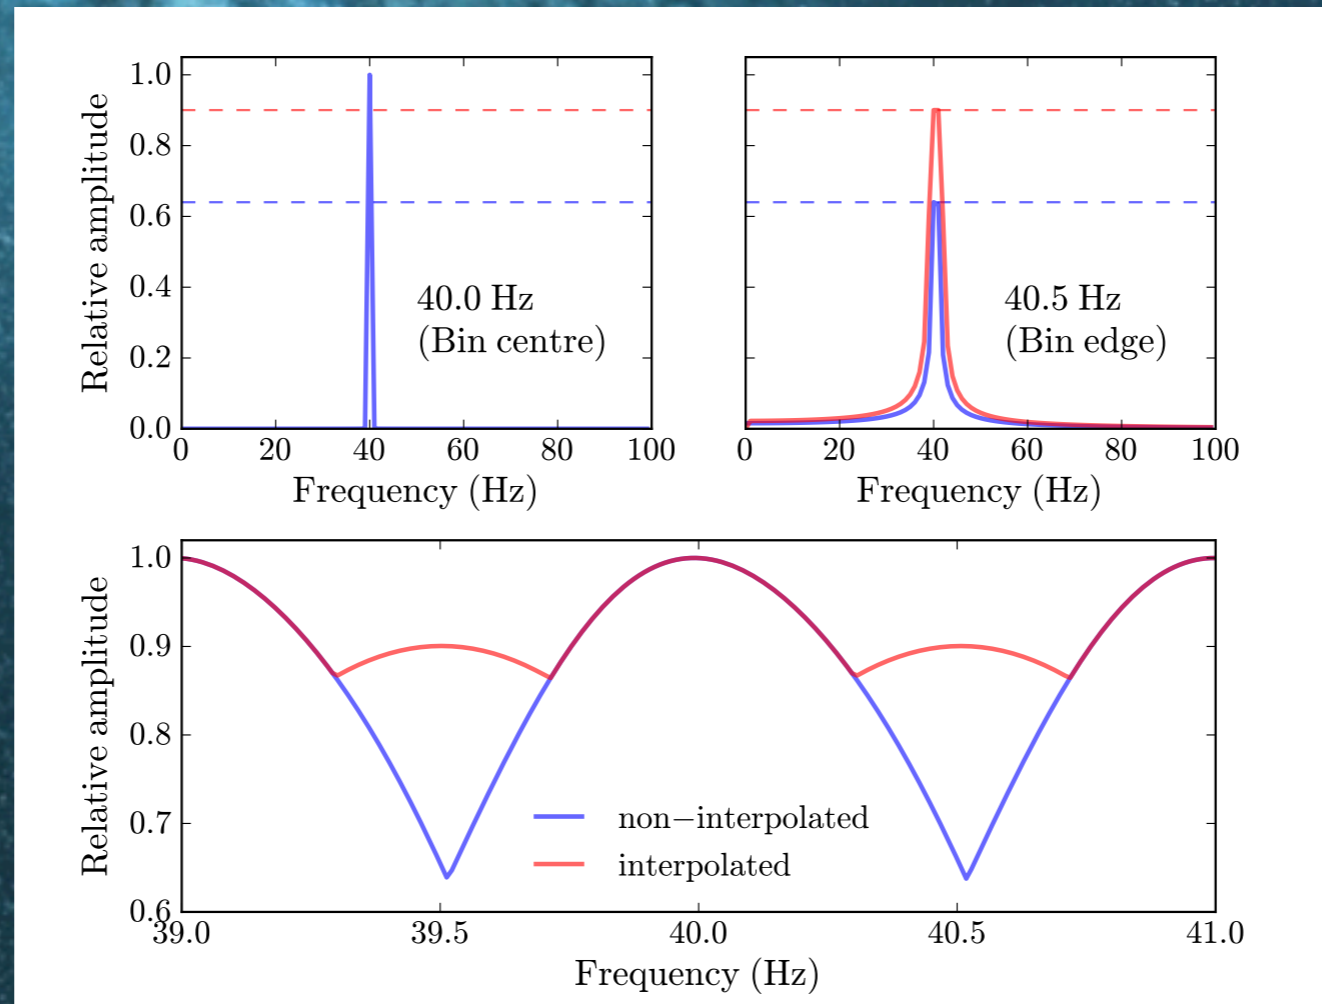 1.0
0.8
0.6
0.4
0.2
0.0
Relative amplitude
40.0 Hz
(Bin centre)
0 20 40 60 80 100
Frequency (Hz)
40.5 Hz
(Bin edge)
0 20 40 60 80 100
Frequency (Hz)
1.0
0.9
0.8
0.7
0.6
Relative amplitude
non−interpolated
interpolated
39.0 39.5 40.0 40.5 41.0
Frequency (Hz)